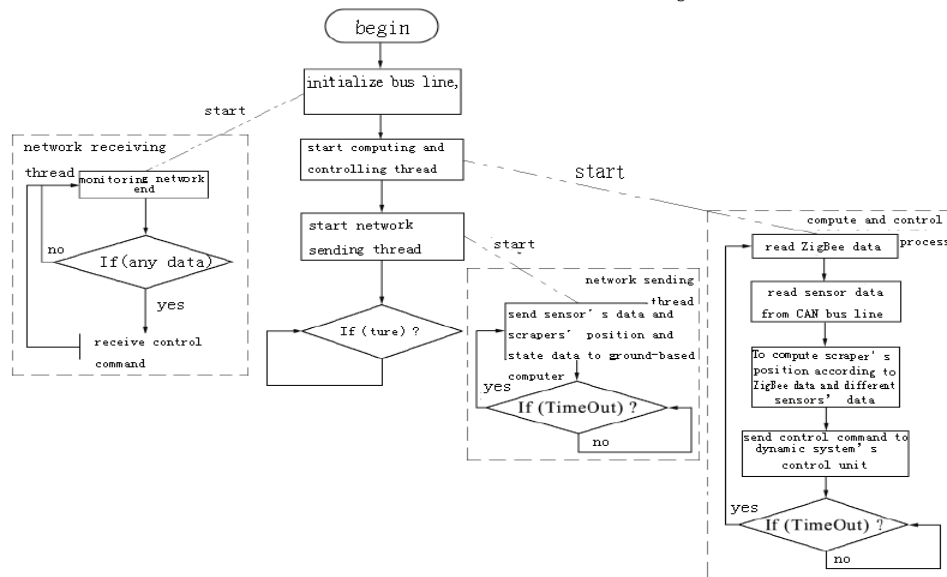 begin
initialize bus line,
start
start computing and
controlling thread
start
start network
sending thread
start
If (ture) ?
network receiving
thread
monitoring network
end
no
If(any data)
yes
receive control
command
network sending
thread
send sensor's data and
scrapers' position and
state data to ground-based
computer
yes
If (TimeOut) ?
no
compute and control
process
read ZigBee data
read sensor data
from CAN bus line
To compute scraper's
position according to
ZigBee data and different
sensors' data
send control command to
dynamic system's
control unit
yes
If (TimeOut) ?
no